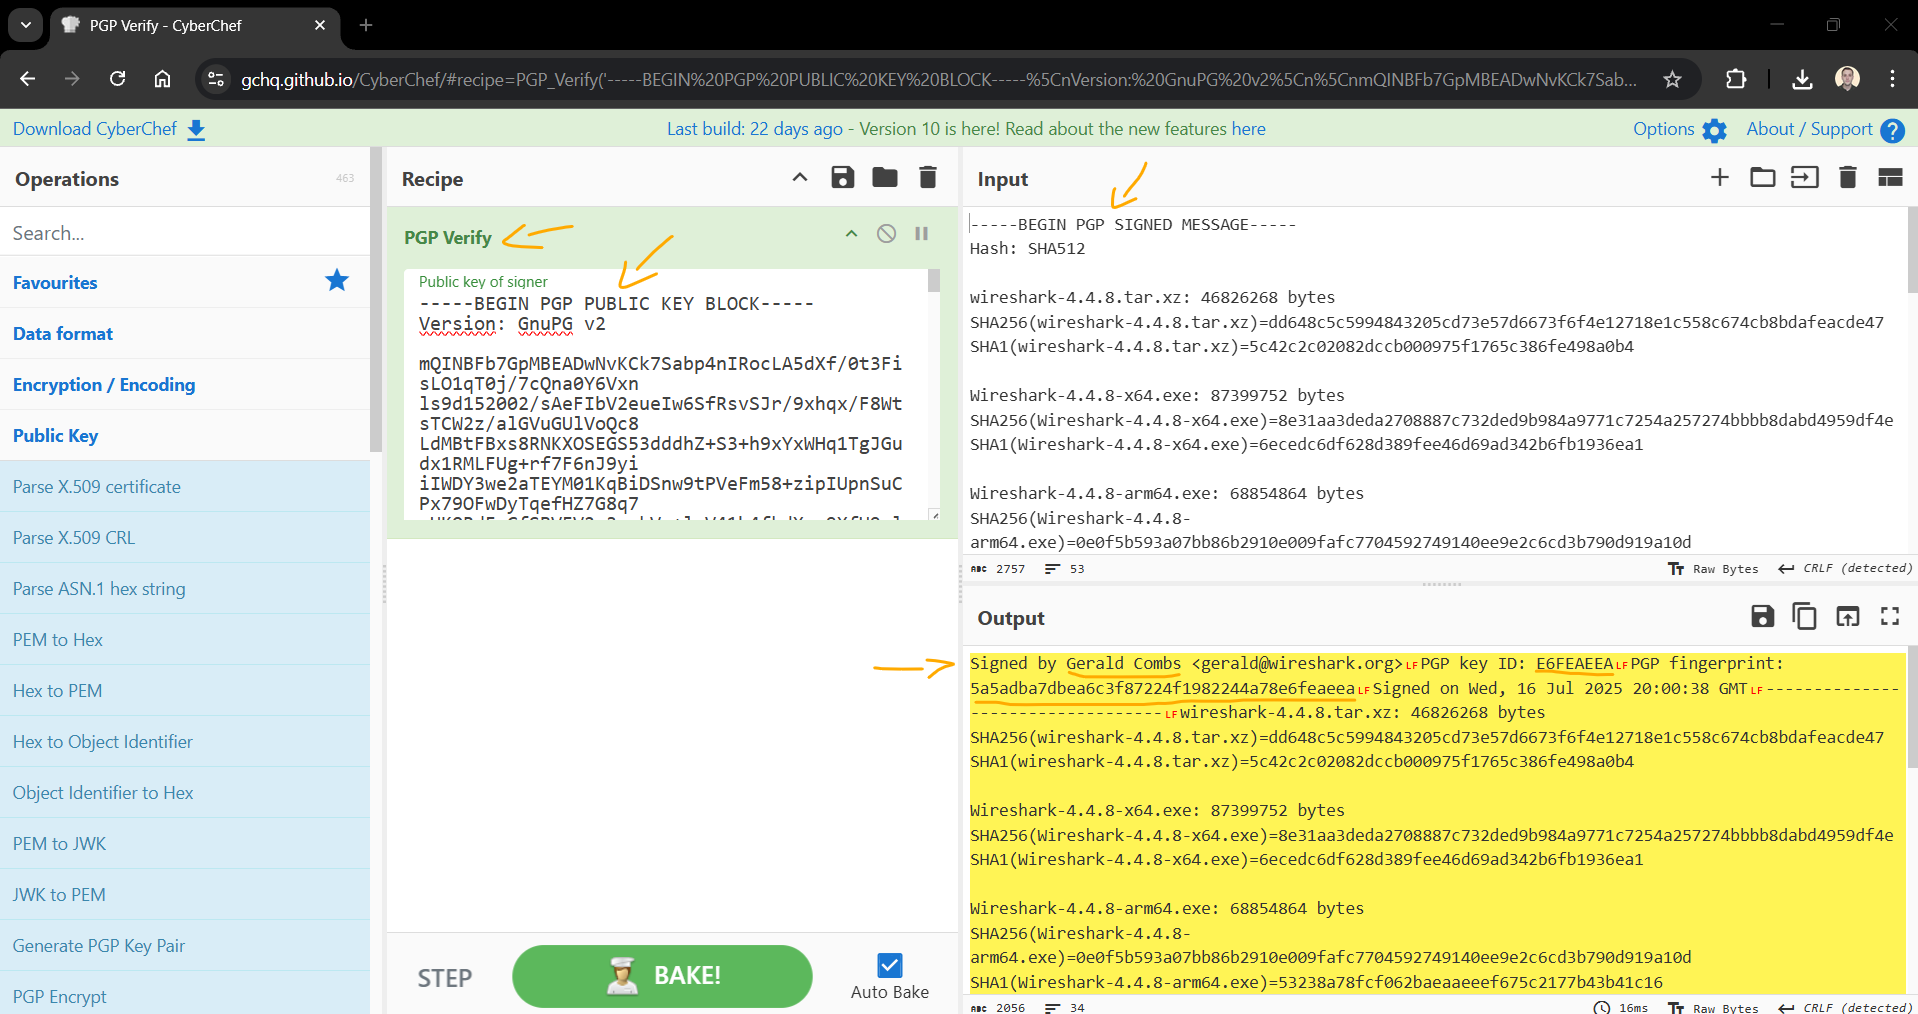 PGP Verify - CyberChef
gchq.github.io/CyberChef/#recipe=PGP_Verify('-----BEGIN%20PGP%20PUBLIC%20KEY%20BLOCK-----%5CnVersion:%20GnuPG%20v2%5Cn%5CnmQINBFb7GpMBEADwNvKCk7Sab...
Download CyberChef
Last build: 22 days ago - Version 10 is here! Read about the new features here
Options
About / Support
Operations
463
Search...
Favourites
Data format
Encryption / Encoding
Public Key
Parse X.509 certificate
Parse X.509 CRL
Parse ASN.1 hex string
PEM to Hex
Hex to PEM
Hex to Object Identifier
Object Identifier to Hex
PEM to JWK
JWK to PEM
Generate PGP Key Pair
PGP Encrypt
Recipe
PGP Verify
Public key of signer
-----BEGIN PGP PUBLIC KEY BLOCK-----
Version: GnuPG v2
mQINBFb7GpMBEADwNvKCk7Sabp4nIRocLA5dXf/0t3Fi
sLO1qT0j/7cQna0Y6Vxn
ls9d152002/sAeFIbV2eueIw6SfRsvSJr/9xhqx/F8Wt
sTCW2z/alGVuGUlVoQc8
LdMBtFBxs8RNKXOSEGS53dddhZ+S3+h9xYxWHq1TgJGu
dx1RMLFUg+rf7F6nJ9yi
iIWDY3we2aTEYM01KqBiDSnw9tPVeFm58+zipIUpnSuC
Px79OFwDyTqefHZ7G8q7
STEP
BAKE!
Auto Bake
Input
-----BEGIN PGP SIGNED MESSAGE-----
Hash: SHA512
wireshark-4.4.8.tar.xz: 46826268 bytes
SHA256(wireshark-4.4.8.tar.xz)=dd648c5c5994843205cd73e57d6673f6f4e12718e1c558c674cb8bdafeacde47
SHA1(wireshark-4.4.8.tar.xz)=5c42c2c02082dccb000975f1765c386fe498a0b4
Wireshark-4.4.8-x64.exe: 87399752 bytes
SHA256(Wireshark-4.4.8-x64.exe)=8e31aa3deda2708887c732ded9b984a9771c7254a257274bbbb8dabd4959df4e
SHA1(Wireshark-4.4.8-x64.exe)=6ecedc6df628d389fee46d69ad342b6fb1936ea1
Wireshark-4.4.8-arm64.exe: 68854864 bytes
SHA256(Wireshark-4.4.8-
arm64.exe)=0e0f5b593a07bb86b2910e009fafc7704592749140ee9e2c6cd3b790d919a10d
ABC 2757 53
Raw Bytes CRLF (detected)
Output
Signed by Gerald Combs <gerald@wireshark.org>LFPGP key ID: E6FEAEEALFPGP fingerprint:
5a5adba7dbea6c3f87224f1982244a78e6feaeeaLFSigned on Wed, 16 Jul 2025 20:00:38 GMTLF--------------
--------------------LFwireshark-4.4.8.tar.xz: 46826268 bytes
SHA256(wireshark-4.4.8.tar.xz)=dd648c5c5994843205cd73e57d6673f6f4e12718e1c558c674cb8bdafeacde47
SHA1(wireshark-4.4.8.tar.xz)=5c42c2c02082dccb000975f1765c386fe498a0b4
Wireshark-4.4.8-x64.exe: 87399752 bytes
SHA256(Wireshark-4.4.8-x64.exe)=8e31aa3deda2708887c732ded9b984a9771c7254a257274bbbb8dabd4959df4e
SHA1(Wireshark-4.4.8-x64.exe)=6ecedc6df628d389fee46d69ad342b6fb1936ea1
Wireshark-4.4.8-arm64.exe: 68854864 bytes
SHA256(Wireshark-4.4.8-
arm64.exe)=0e0f5b593a07bb86b2910e009fafc7704592749140ee9e2c6cd3b790d919a10d
SHA1(Wireshark-4.4.8-arm64.exe)=53238a78fcf062baeaaeeef675c2177b43b41c16
ABC 2056 34
16ms Raw Bytes CRLF (detected)